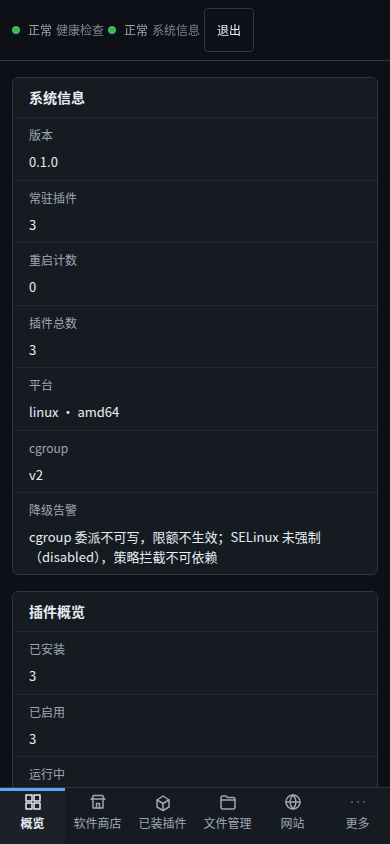 正常 健康检查 正常 系统信息 退出
系统信息
版本
0.1.0
常驻插件
3
重启计数
0
插件总数
3
平台
linux · amd64
cgroup
v2
降级告警
cgroup 委派不可写，限额不生效；SELinux 未强制
（disabled），策略拦截不可依赖
插件概览
已安装
3
已启用
3
运行中
概览 软件商店 已装插件 文件管理 网站 更多